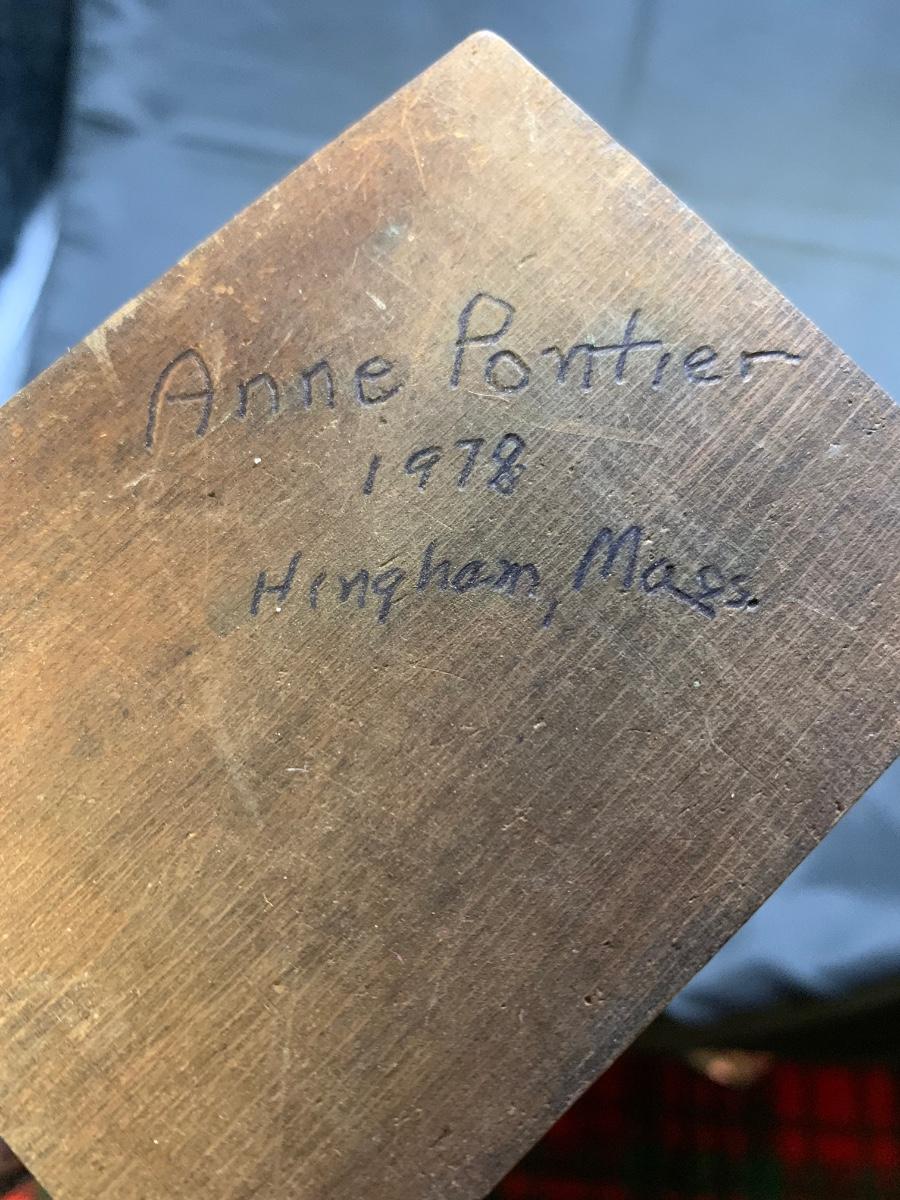 Anne Pontier
1978
Hingham, Mass.